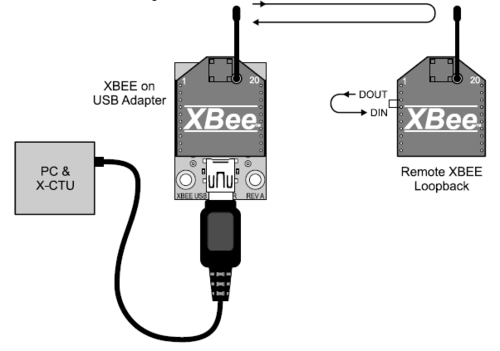 1
20
XBee
XBEE on
USB Adapter
XBEE USB
R
REV A
PC &
X-CTU
1
20
DOUT
DIN
XBee
Remote XBEE
Loopback